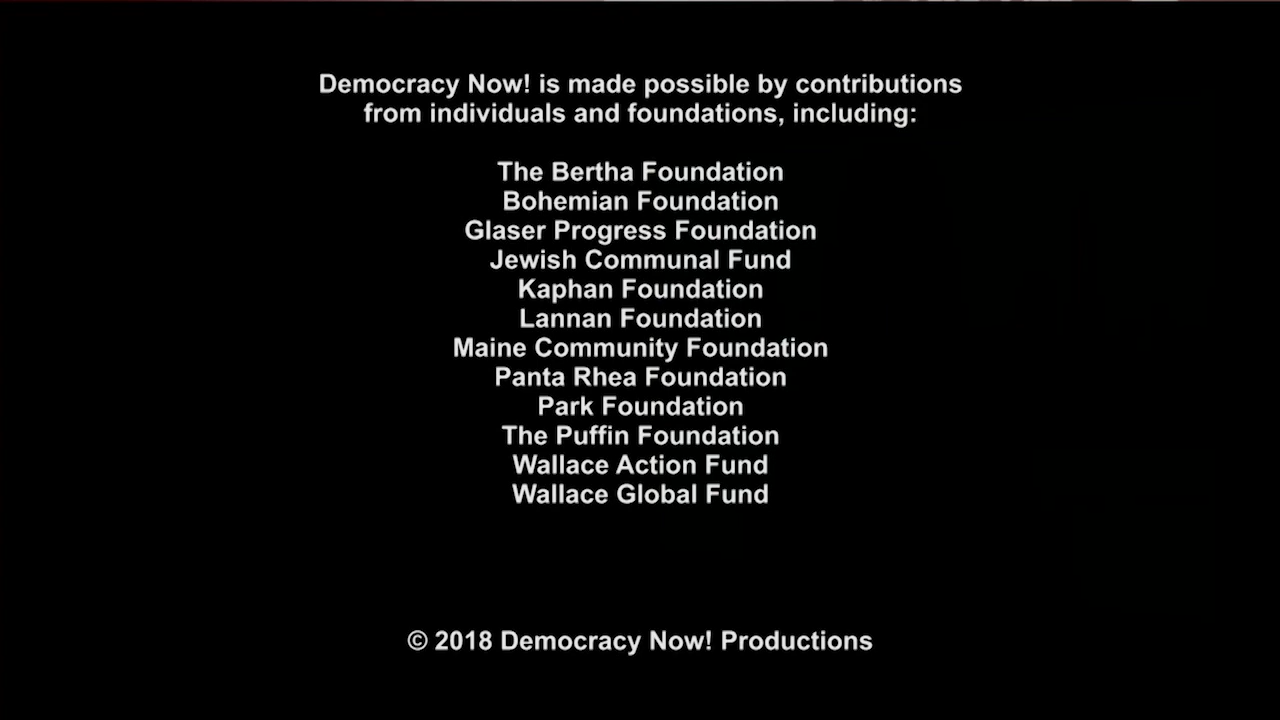 Democracy Now! is made possible by contributions
from individuals and foundations, including:
The Bertha Foundation
Bohemian Foundation
Glaser Progress Foundation
Jewish Communal Fund
Kaphan Foundation
Lannan Foundation
Maine Community Foundation
Panta Rhea Foundation
Park Foundation
The Puffin Foundation
Wallace Action Fund
Wallace Global Fund
© 2018 Democracy Now! Productions